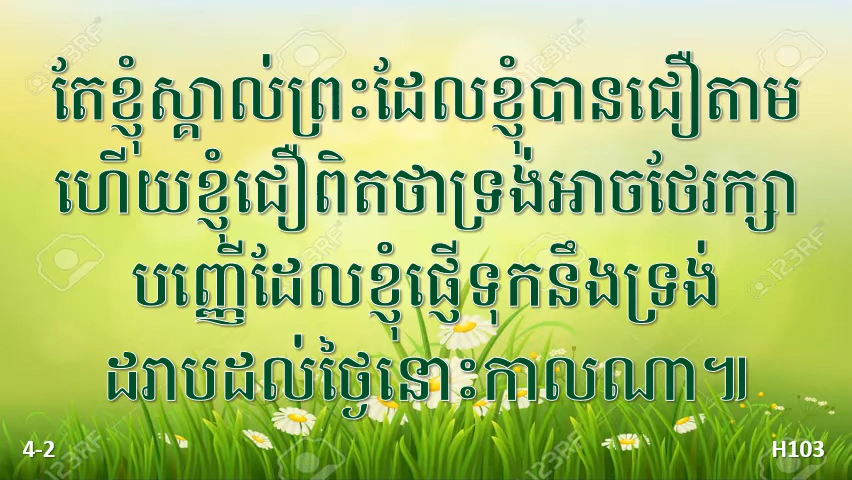 តែខ្ញុំស្គាល់ព្រះដែលខ្ញុំបានជឿតាម
ហើយខ្ញុំជឿពិតថាទ្រង់អាចថែរក្សា
បញ្ញើដែលខ្ញុំផ្ញើទុកនឹងទ្រង់
ដរាបដល់ថ្ងៃនោះកាលណា៕
4-2
H103
123RF